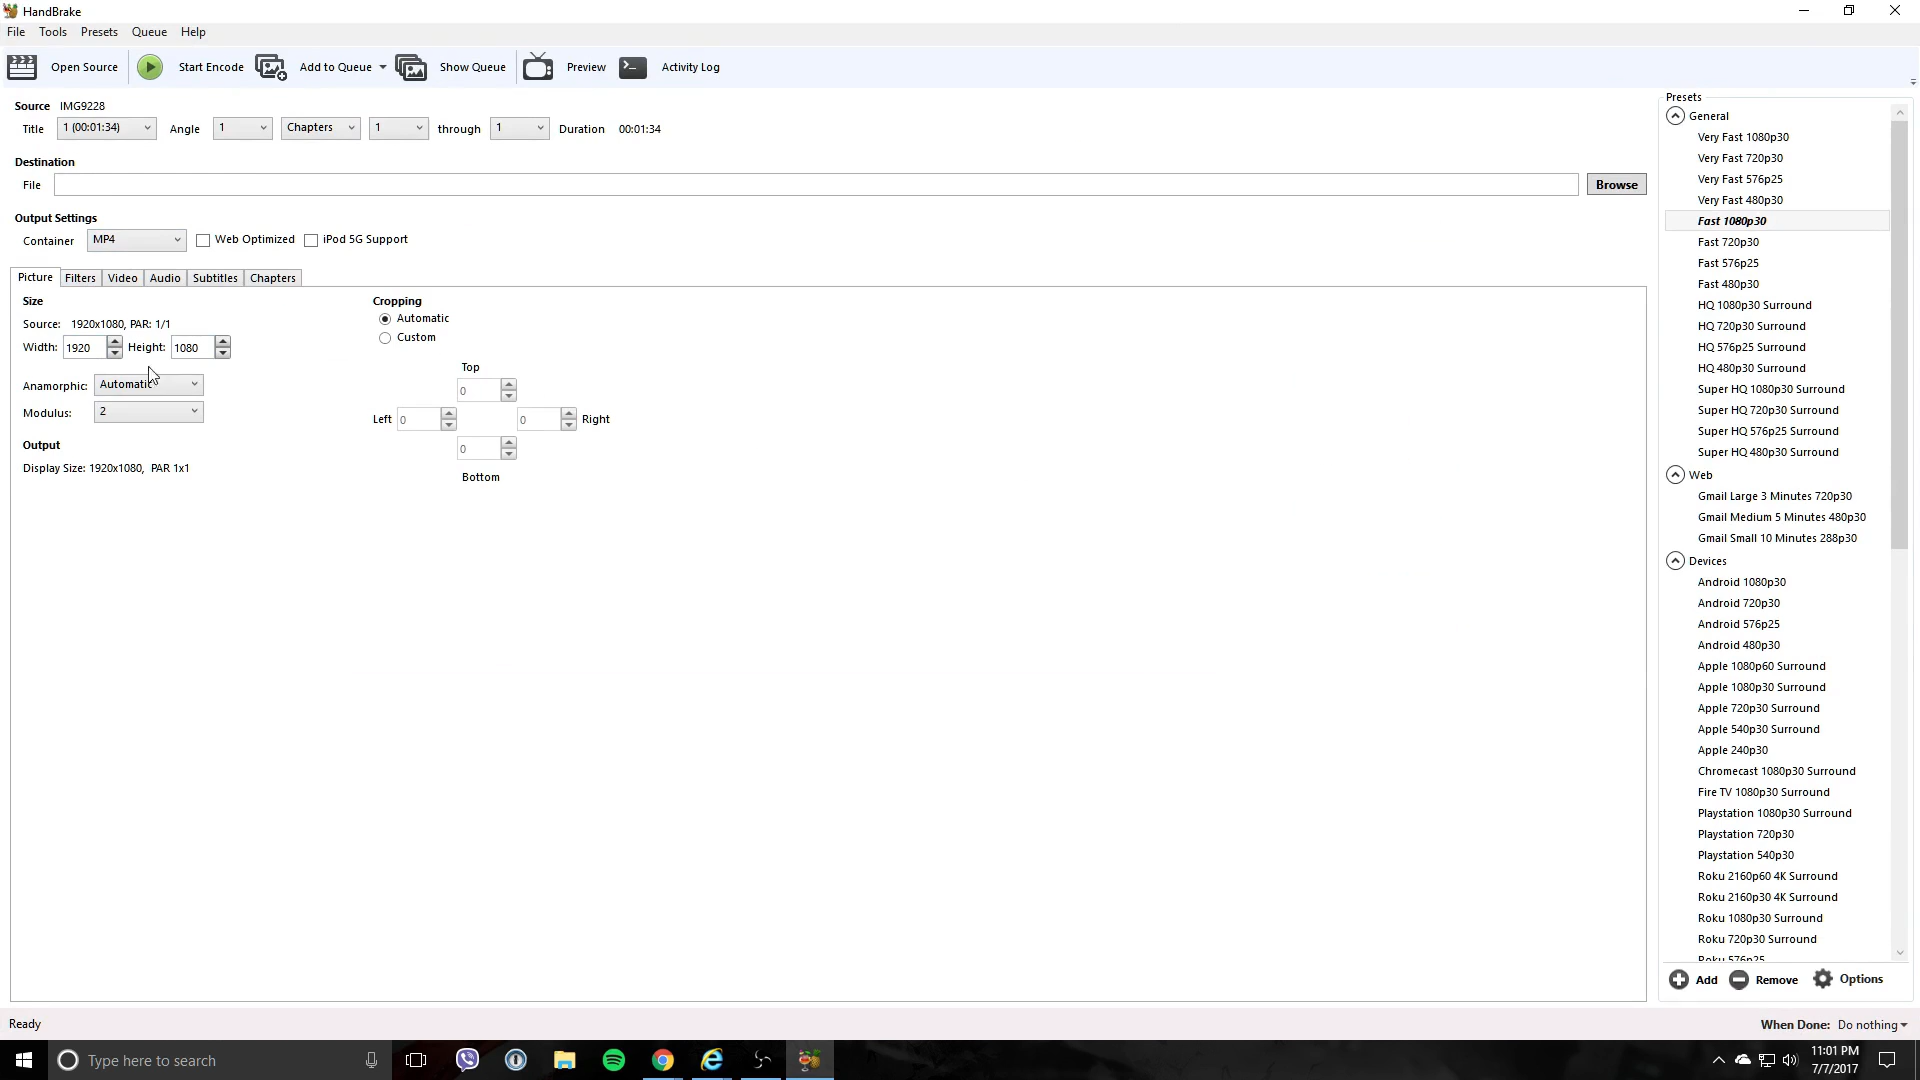 HandBrake
File Tools Presets Queue Help
Open Source Start Encode Add to Queue Show Queue Preview Activity Log
Source IMG9228
Title 1 (00:01:34) Angle 1 Chapters 1 through 1 Duration 00:01:34
Destination
File Browse
Output Settings
Container MP4 Web Optimized iPod 5G Support
Picture Filters Video Audio Subtitles Chapters
Size
Source: 1920x1080, PAR: 1/1
Width: 1920 Height: 1080
Anamorphic: Automatic
Modulus: 2
Output
Display Size: 1920x1080, PAR 1x1
Cropping
Automatic
Custom
Top
0
Left 0 0 Right
0
Bottom
Presets
General
Very Fast 1080p30
Very Fast 720p30
Very Fast 576p25
Very Fast 480p30
Fast 1080p30
Fast 720p30
Fast 576p25
Fast 480p30
HQ 1080p30 Surround
HQ 720p30 Surround
HQ 576p25 Surround
HQ 480p30 Surround
Super HQ 1080p30 Surround
Super HQ 720p30 Surround
Super HQ 576p25 Surround
Super HQ 480p30 Surround
Web
Gmail Large 3 Minutes 720p30
Gmail Medium 5 Minutes 480p30
Gmail Small 10 Minutes 288p30
Devices
Android 1080p30
Android 720p30
Android 576p25
Android 480p30
Apple 1080p60 Surround
Apple 1080p30 Surround
Apple 720p30 Surround
Apple 540p30 Surround
Apple 240p30
Chromecast 1080p30 Surround
Fire TV 1080p30 Surround
Playstation 1080p30 Surround
Playstation 720p30
Playstation 540p30
Roku 2160p60 4K Surround
Roku 2160p30 4K Surround
Roku 1080p30 Surround
Roku 720p30 Surround
Roku 576p25
Add Remove Options
Ready
When Done: Do nothing
Type here to search
11:01 PM
7/7/2017